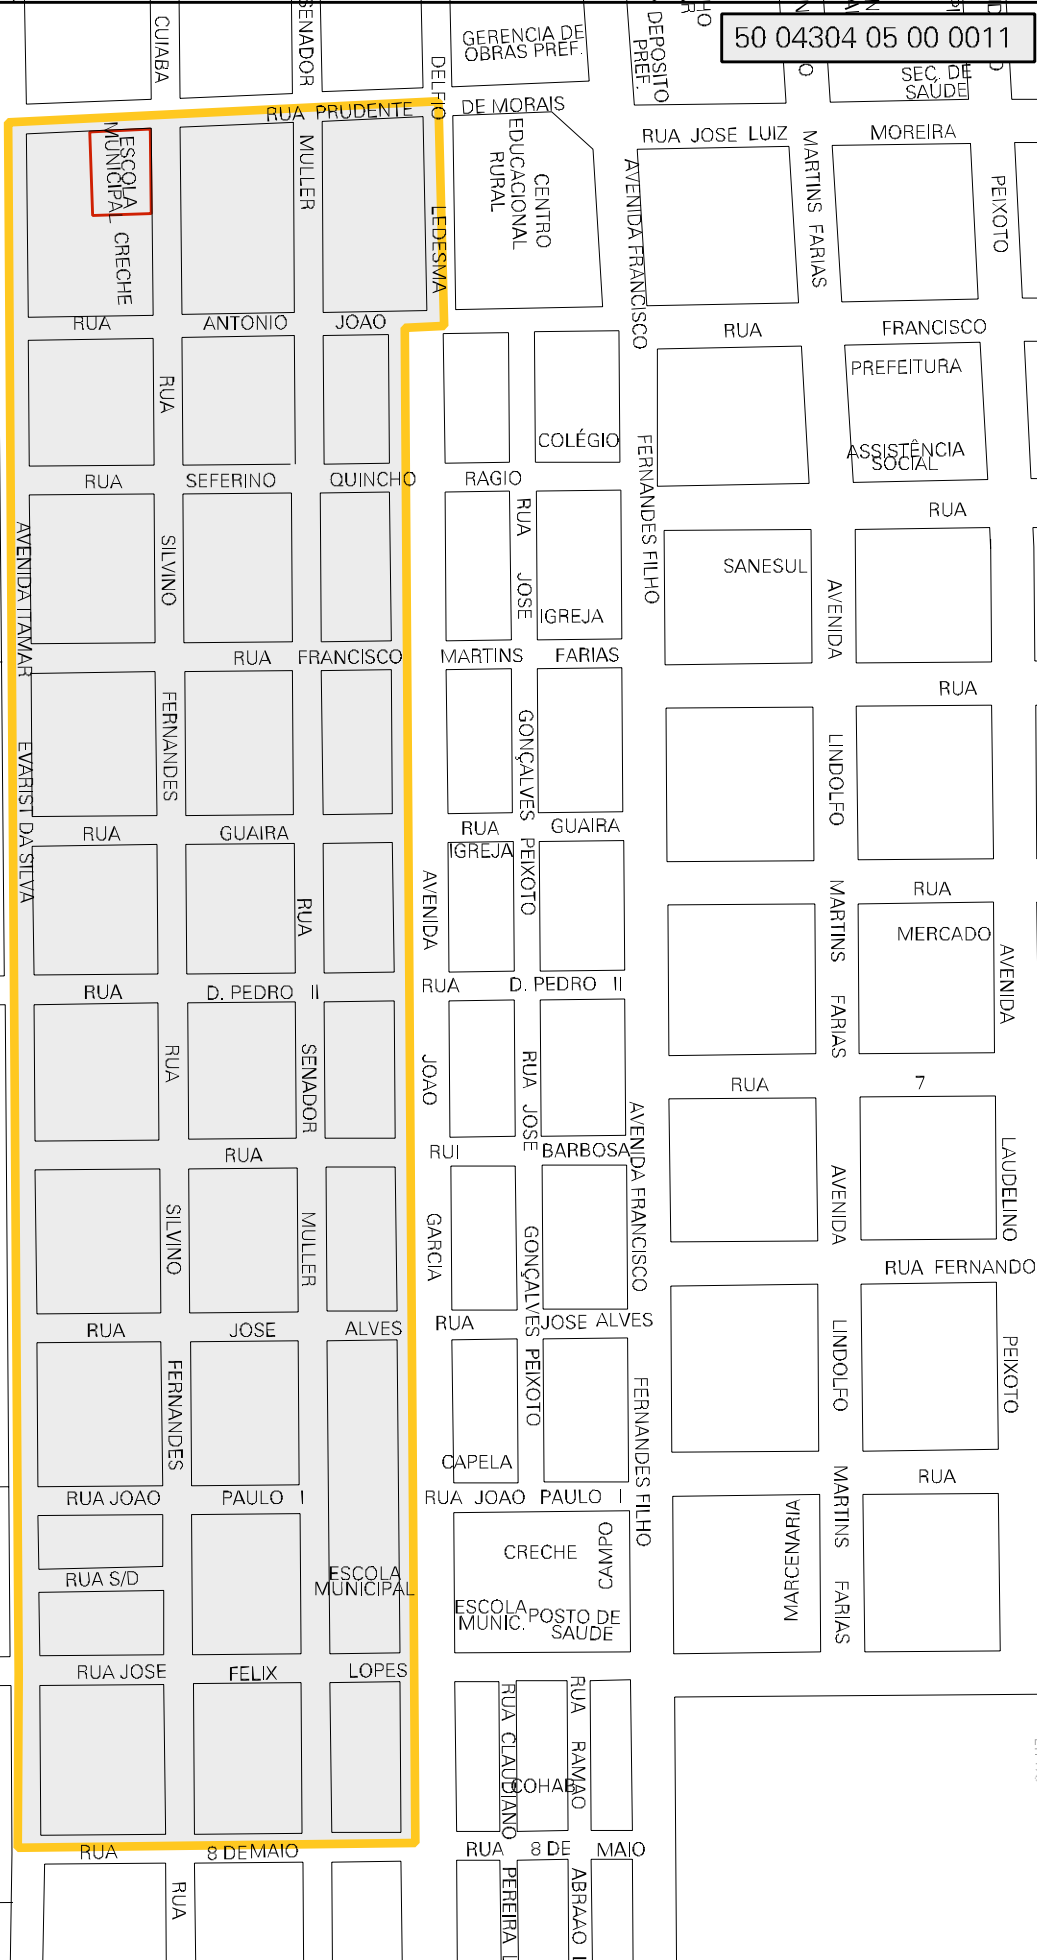 50 04304 05 00 0011
CUIABA
SENADOR
GERENCIA DE
OBRAS PREF.
DEPOSITO
PREF.
SEC. DE
SAÚDE
DELFIO
RUA PRUDENTE
DE MORAIS
RUA JOSE LUIZ
MOREIRA
ESCOLA
MUNICIPAL
CRECHE
MULLER
LEDESMA
CENTRO
EDUCACIONAL
RURAL
AVENIDA FRANCISCO
MARTINS FARIAS
PEIXOTO
RUA
ANTONIO
JOAO
RUA
FRANCISCO
PREFEITURA
RUA
COLÉGIO
ASSISTÊNCIA
SOCIAL
RUA
SEFERINO
QUINCHO
RAGIO
FERNANDES FILHO
RUA
AVENIDA ITAMAR
SILVINO
RUA
JOSE
SANESUL
IGREJA
AVENIDA
RUA
FRANCISCO
MARTINS
FARIAS
RUA
FERNANDES
GONÇALVES
LINDOLFO
EVARIST DA SILVA
RUA
GUAIRA
RUA
GUAIRA
IGREJA
PEIXOTO
RUA
RUA
AVENIDA
MARTINS
MERCADO
AVENIDA
RUA
D. PEDRO II
RUA
D. PEDRO II
FARIAS
RUA
SENADOR
JOAO
RUA JOSE
RUA
7
AVENIDA FRANCISCO
RUA
RUI
BARBOSA
LAUDELINO
SILVINO
MULLER
GARCIA
GONÇALVES
AVENIDA
RUA FERNANDO
RUA
JOSE
ALVES
RUA
JOSE ALVES
FERNANDES
PEIXOTO
FERNANDES FILHO
LINDOLFO
PEIXOTO
CAPELA
RUA
RUA JOAO
PAULO I
RUA JOAO PAULO I
MARTINS
MARCENARIA
CRECHE
CAMPO
RUA S/D
ESCOLA
MUNICIPAL
ESCOLA
MUNIC.
POSTO DE
SAUDE
FARIAS
RUA JOSE
FELIX
LOPES
RUA CLAUDIANO
RUA RAMAO
COHAB
RUA
8 DE MAIO
RUA
8 DE
MAIO
RUA
PEREIRA
ABRAAO